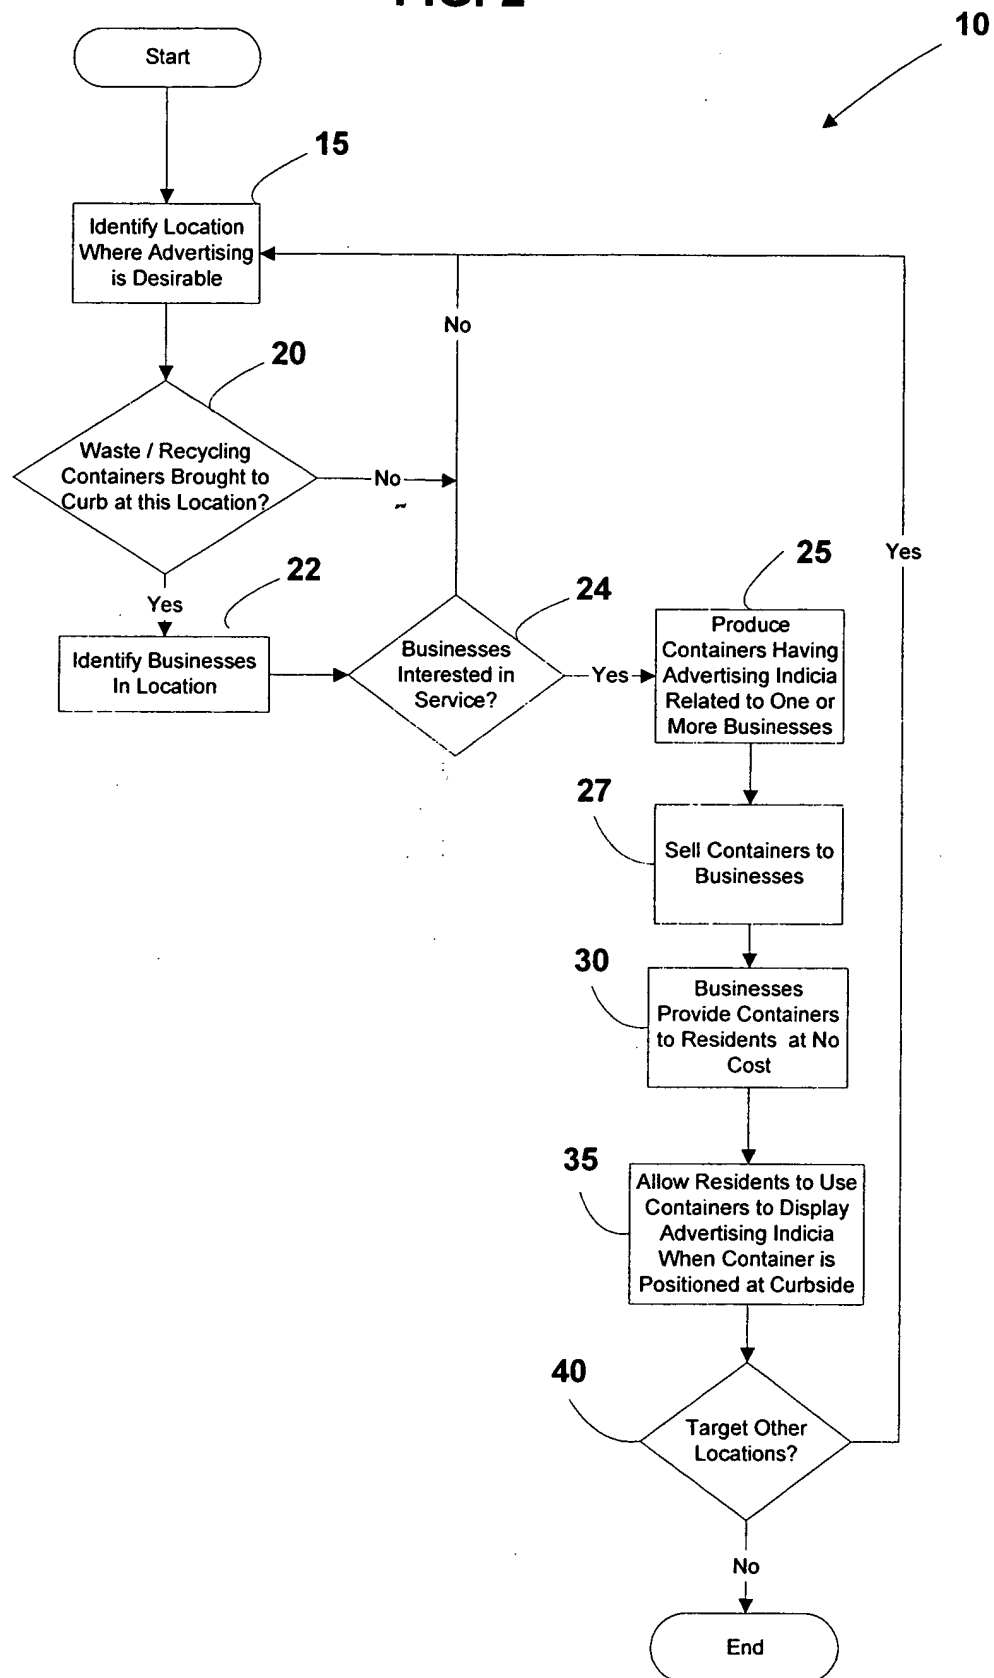 FIG. 2
10
Start
15
Identify Location
Where Advertising
is Desirable
No
20
Waste / Recycling
Containers Brought to
Curb at this Location?
No
Yes
22
Identify Businesses
In Location
24
Businesses
Interested in
Service?
Yes
25
Produce
Containers Having
Advertising Indicia
Related to One or
More Businesses
Yes
27
Sell Containers to
Businesses
30
Businesses
Provide Containers
to Residents at No
Cost
35
Allow Residents to Use
Containers to Display
Advertising Indicia
When Container is
Positioned at Curbside
40
Target Other
Locations?
No
End